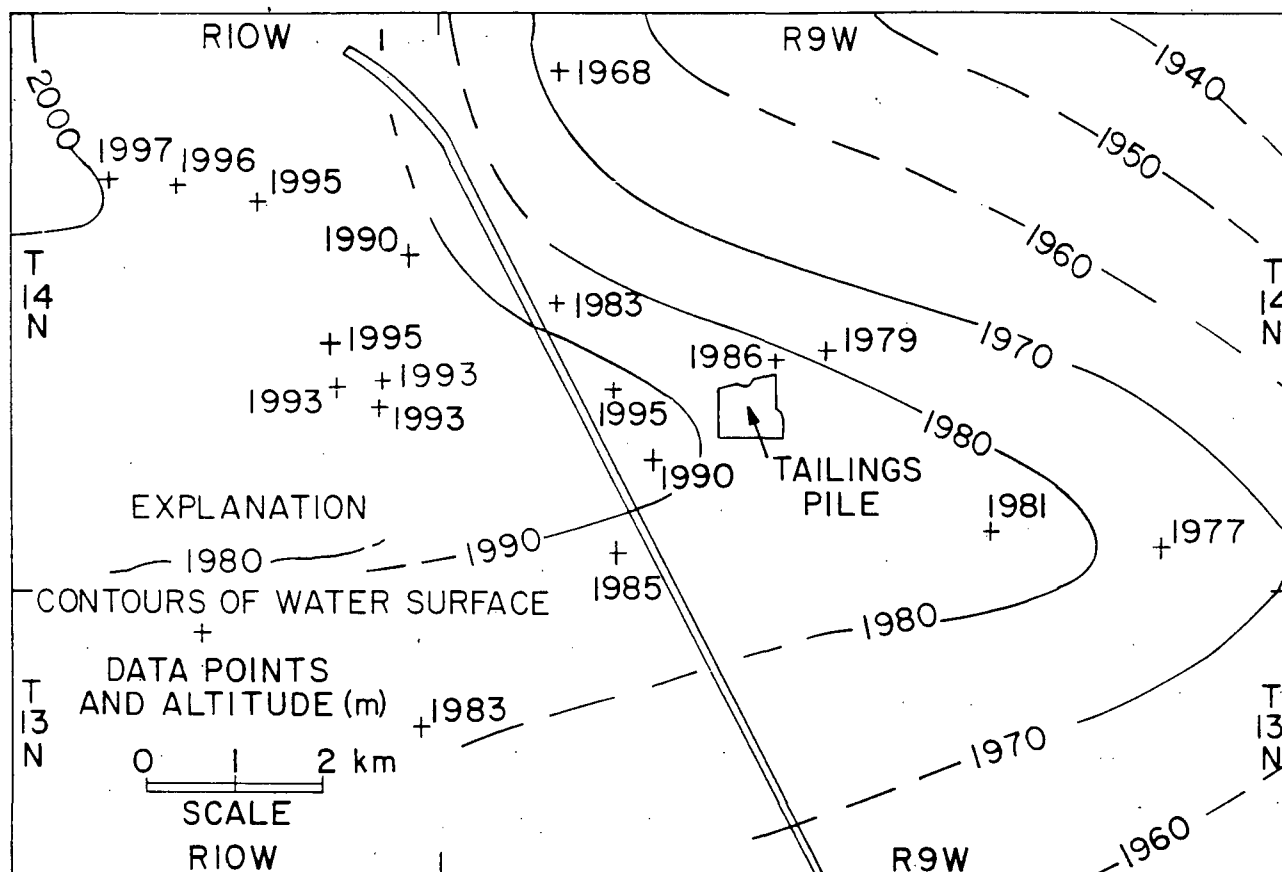 R10W
R9W
1940
+1968
2000
1950
1997
1996
1995
1990
1960
T
14
N
T
14
N
+1983
1995
1986
1979
1970
1993
1993
1993
1995
1980
1990
TAILINGS
PILE
EXPLANATION
1981
1977
1980
1990
1985
CONTOURS OF WATER SURFACE
+
1980
DATA POINTS
AND ALTITUDE (m)
T
13
N
T
13
N
1983
1970
0 1 2 km
SCALE
R10W
R9W
1960